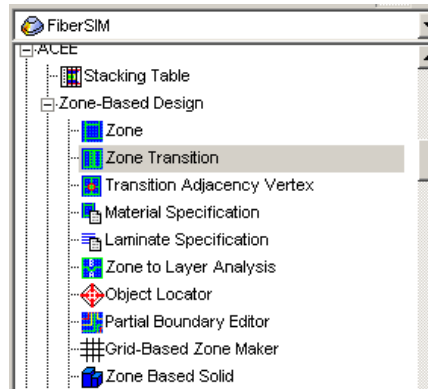 FiberSIM
ACEE
Stacking Table
Zone-Based Design
Zone
Zone Transition
Transition Adjacency Vertex
Material Specification
Laminate Specification
Zone to Layer Analysis
Object Locator
Partial Boundary Editor
Grid-Based Zone Maker
Zone Based Solid